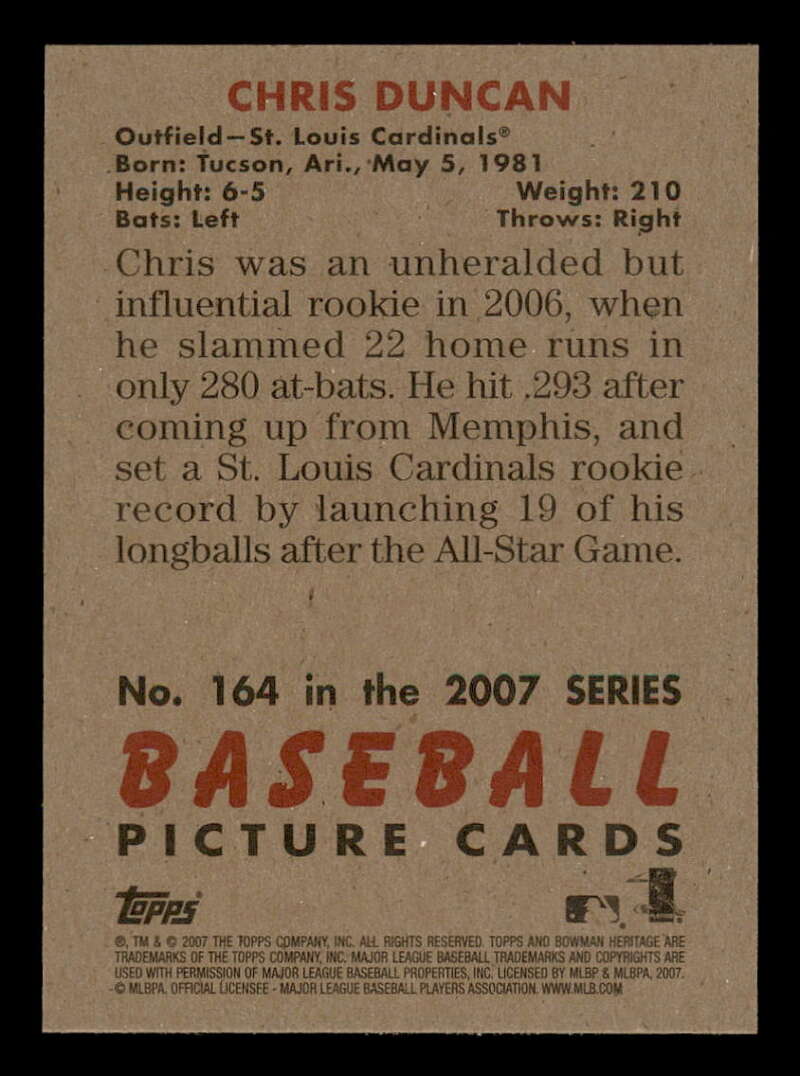 CHRIS DUNCAN
Outfield—St. Louis Cardinals®
Born: Tucson, Ari., May 5, 1981
Height: 6-5 Weight: 210
Bats: Left Throws: Right
Chris was an unheralded but
influential rookie in 2006, when
he slammed 22 home runs in
only 280 at-bats. He hit .293 after
coming up from Memphis, and
set a St. Louis Cardinals rookie
record by launching 19 of his
longballs after the All-Star Game.
No. 164 in the 2007 SERIES
BASEBALL
PICTURE CARDS
Topps
®, TM & © 2007 THE TOPPS COMPANY, INC. ALL RIGHTS RESERVED. TOPPS AND BOWMAN HERITAGE ARE
TRADEMARKS OF THE TOPPS COMPANY, INC. MAJOR LEAGUE BASEBALL TRADEMARKS AND COPYRIGHTS ARE
USED WITH PERMISSION OF MAJOR LEAGUE BASEBALL PROPERTIES, INC. LICENSED BY MLBP & MLBPA, 2007.
© MLBPA. OFFICIAL LICENSEE - MAJOR LEAGUE BASEBALL PLAYERS ASSOCIATION. WWW.MLB.COM